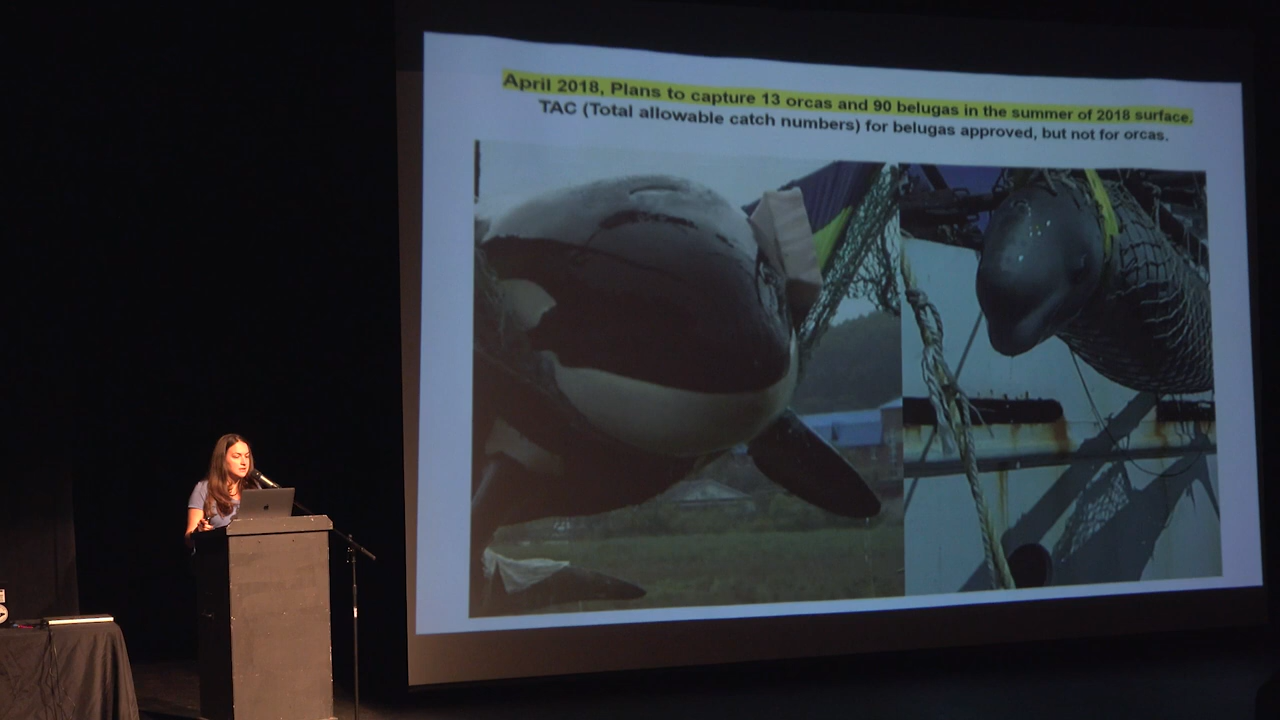 April 2018, Plans to capture 13 orcas and 90 belugas in the summer of 2018 surface.
TAC (Total allowable catch numbers) for belugas approved, but not for orcas.